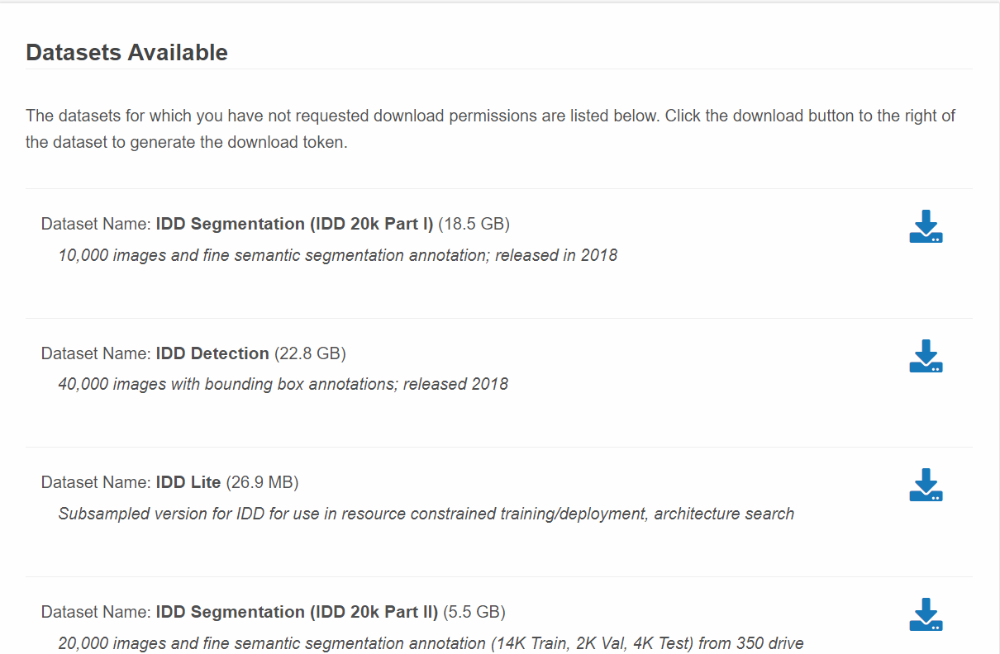 Datasets Available
The datasets for which you have not requested download permissions are listed below. Click the download button to the right of
the dataset to generate the download token.
Dataset Name: IDD Segmentation (IDD 20k Part I) (18.5 GB)
10,000 images and fine semantic segmentation annotation; released in 2018
Dataset Name: IDD Detection (22.8 GB)
40,000 images with bounding box annotations; released 2018
Dataset Name: IDD Lite (26.9 MB)
Subsampled version for IDD for use in resource constrained training/deployment, architecture search
Dataset Name: IDD Segmentation (IDD 20k Part II) (5.5 GB)
20,000 images and fine semantic segmentation annotation (14K Train, 2K Val, 4K Test) from 350 drive